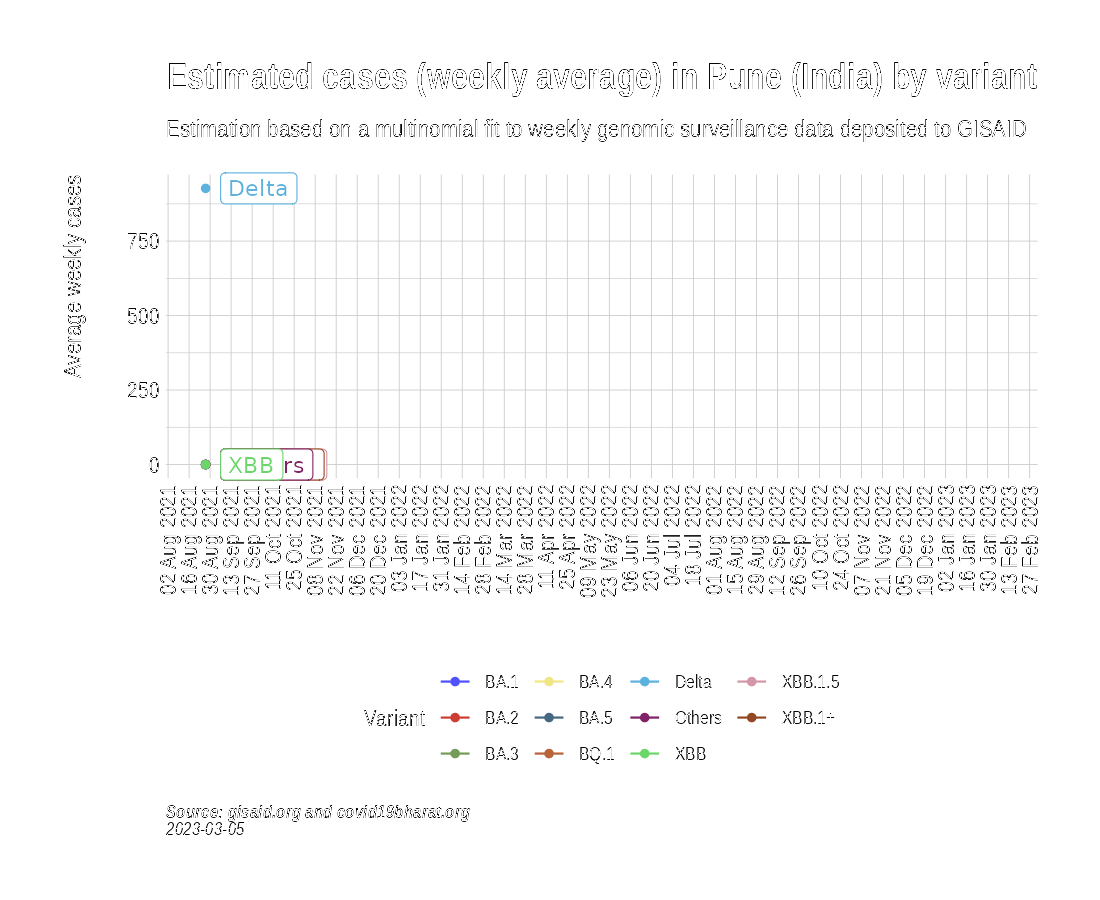 Estimated cases (weekly average) in Pune (India) by variant
Estimation based on a multinomial fit to weekly genomic surveillance data deposited to GISAID
Average weekly cases
Delta
750
500
250
0
XBB
rs
02 Aug 2021
16 Aug 2021
30 Aug 2021
13 Sep 2021
27 Sep 2021
11 Oct 2021
25 Oct 2021
08 Nov 2021
22 Nov 2021
06 Dec 2021
20 Dec 2021
03 Jan 2022
17 Jan 2022
31 Jan 2022
14 Feb 2022
28 Feb 2022
14 Mar 2022
28 Mar 2022
11 Apr 2022
25 Apr 2022
09 May 2022
23 May 2022
06 Jun 2022
20 Jun 2022
04 Jul 2022
18 Jul 2022
01 Aug 2022
15 Aug 2022
29 Aug 2022
12 Sep 2022
26 Sep 2022
10 Oct 2022
24 Oct 2022
07 Nov 2022
21 Nov 2022
05 Dec 2022
19 Dec 2022
02 Jan 2023
16 Jan 2023
30 Jan 2023
13 Feb 2023
27 Feb 2023
Variant
BA.1 BA.4 Delta XBB.1.5
BA.2 BA.5 Others XBB.1+
BA.3 BQ.1 XBB
Source: gisaid.org and covid19bharat.org
2023-03-05